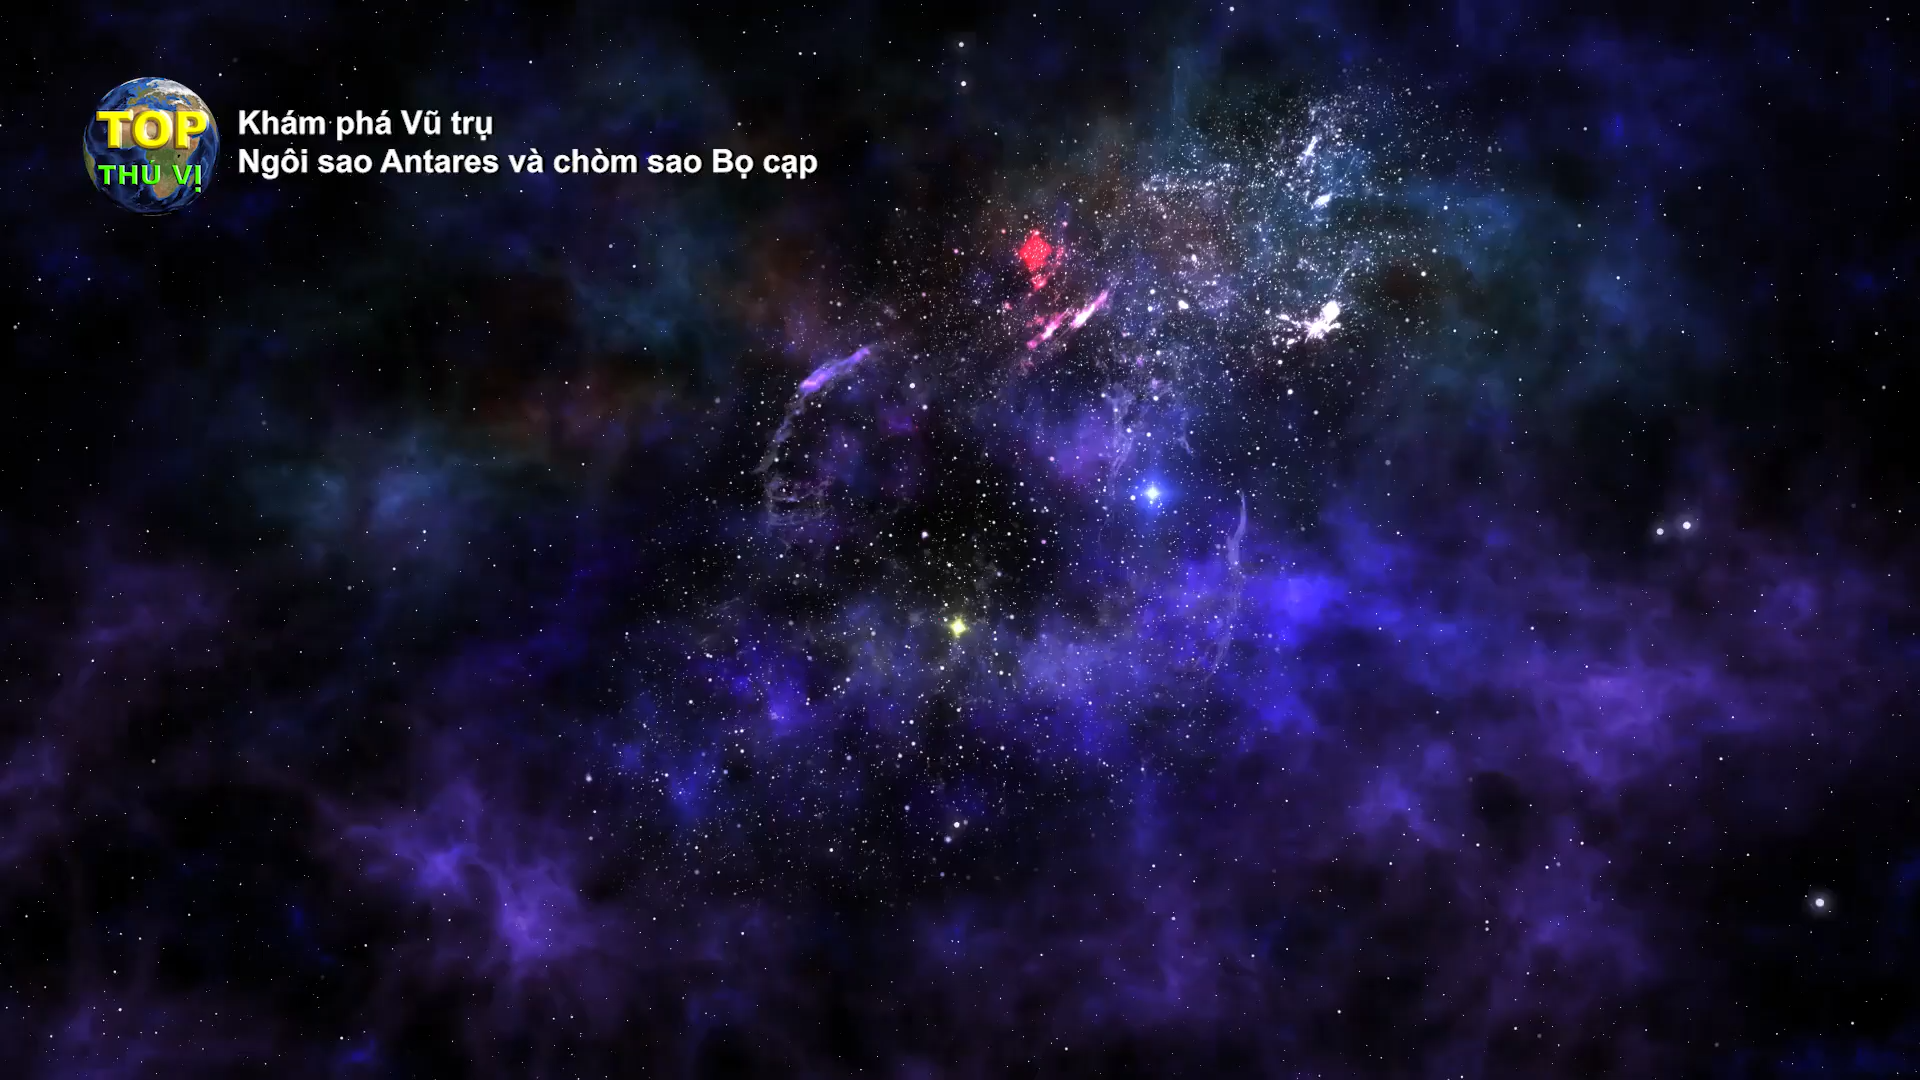 TOP
THÚ VỊ
Khám phá Vũ trụ
Ngôi sao Antares và chòm sao Bọ cạp